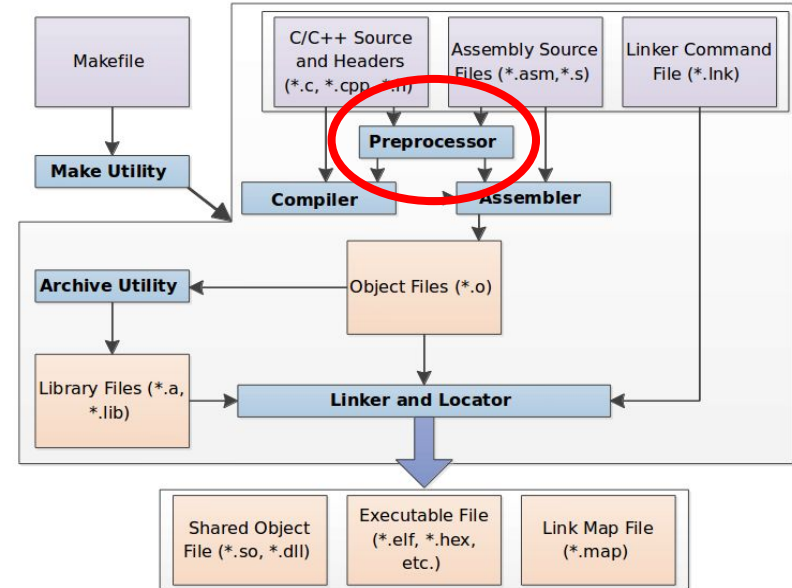 Makefile
C/C++ Source
and Headers
(*.c, *.cpp, *.h)
Assembly Source
Files (*.asm,*.s)
Linker Command
File (*.lnk)
Preprocessor
Make Utility
Compiler
Assembler
Archive Utility
Object Files (*.o)
Library Files (*.a,
*.lib)
Linker and Locator
Shared Object
File (*.so, *.dll)
Executable File
(*.elf, *.hex,
etc.)
Link Map File
(*.map)